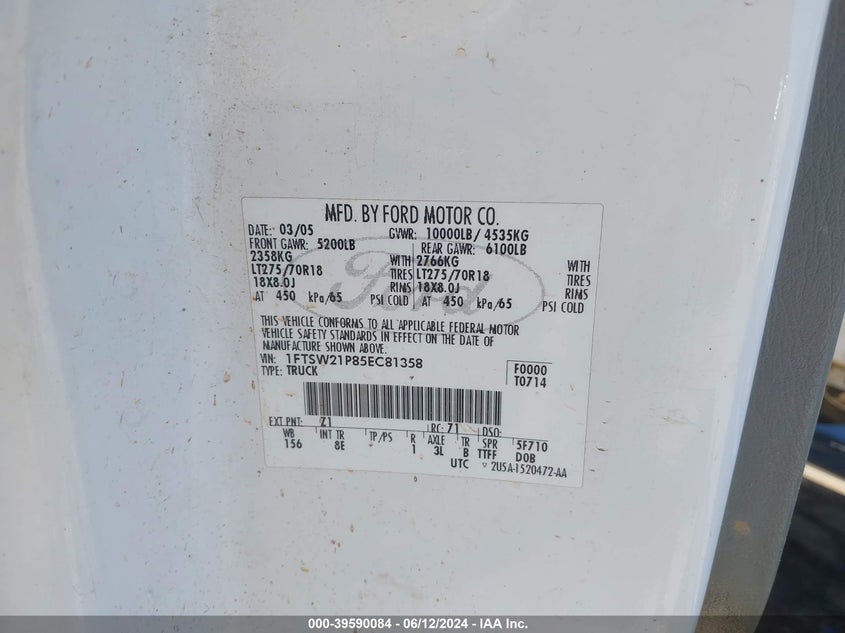 MFD. BY FORD MOTOR CO.
DATE: 03/05 GVWR: 10000LB/ 4535KG
FRONT GAWR: 5200LB REAR GAWR: 6100LB
2358KG WITH 2766KG WITH
LT275/70R18 TIRES LT275/70R18 TIRES
18X8.0J RIMS 18X8.0J RIMS
AT 450 kPa/65 PSI COLD AT 450 kPa/65 PSI COLD
Ford
THIS VEHICLE CONFORMS TO ALL APPLICABLE FEDERAL MOTOR
VEHICLE SAFETY STANDARDS IN EFFECT ON THE DATE OF
MANUFACTURE SHOWN ABOVE.
VIN: 1FTSW21P85EC81358 F0000
TYPE: TRUCK T0714
EXT PNT: Z1 RC: 71 DSO:
WB INT TR TP/PS R AXLE TR SPR 5F710
156 8E 1 3L B TTFF DOB
UTC ▽ 2U5A-1520472-AA
000-39590084 - 06/12/2024 - IAA Inc.